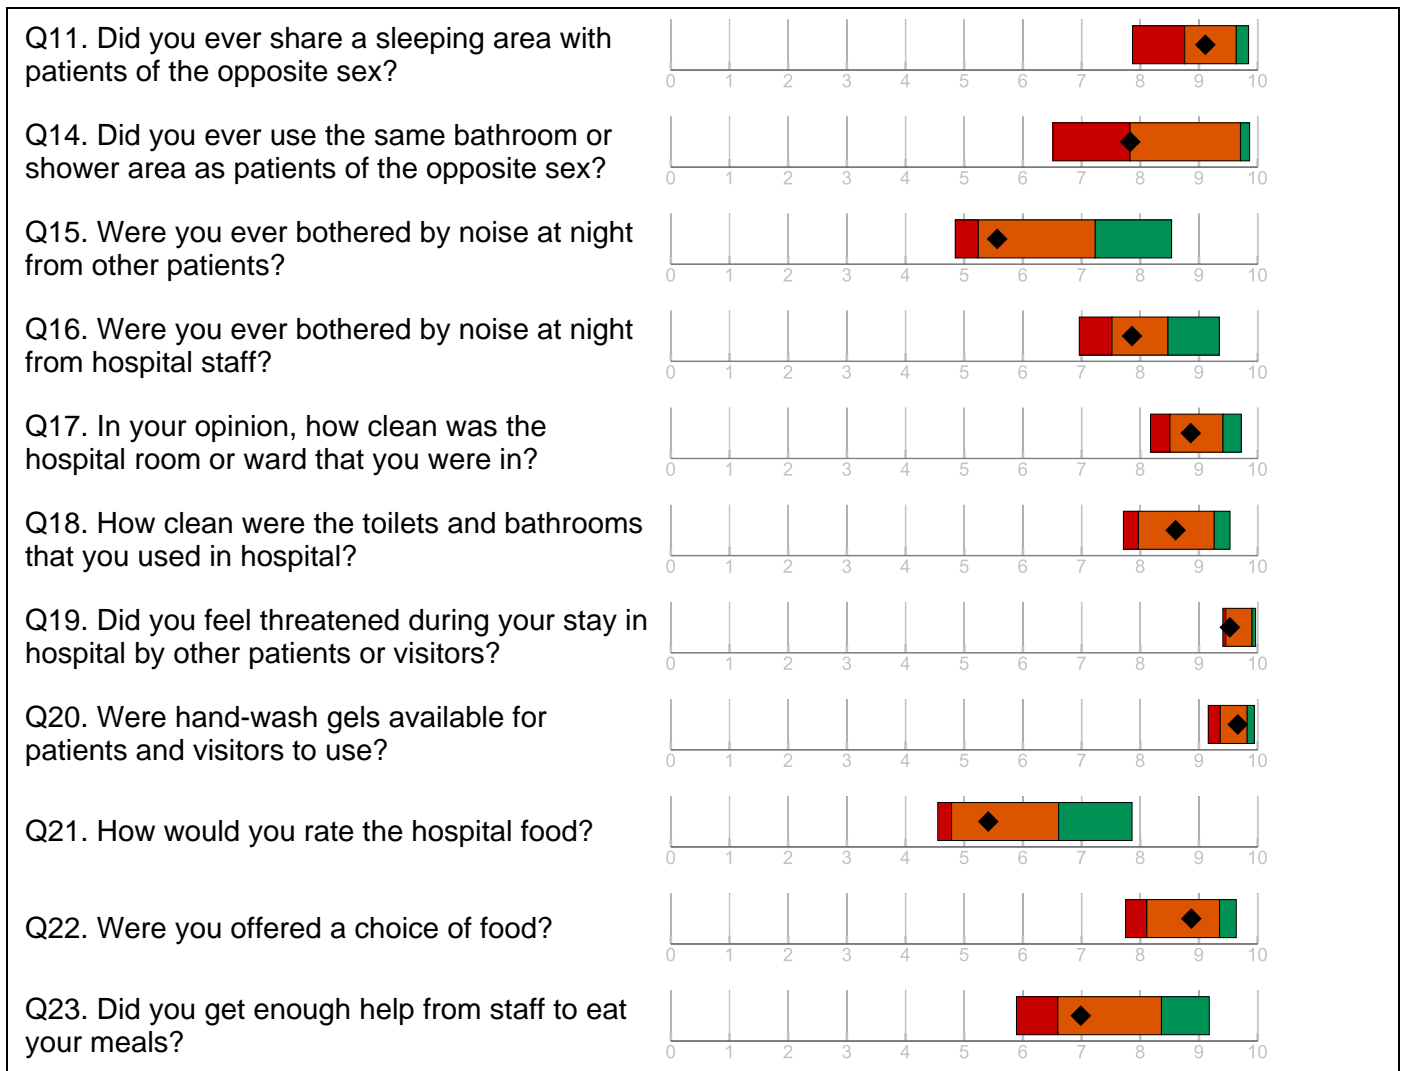 Q11. Did you ever share a sleeping area with
patients of the opposite sex?
0 1 2 3 4 5 6 7 8 9 10
Q14. Did you ever use the same bathroom or
shower area as patients of the opposite sex?
0 1 2 3 4 5 6 7 8 9 10
Q15. Were you ever bothered by noise at night
from other patients?
0 1 2 3 4 5 6 7 8 9 10
Q16. Were you ever bothered by noise at night
from hospital staff?
0 1 2 3 4 5 6 7 8 9 10
Q17. In your opinion, how clean was the
hospital room or ward that you were in?
0 1 2 3 4 5 6 7 8 9 10
Q18. How clean were the toilets and bathrooms
that you used in hospital?
0 1 2 3 4 5 6 7 8 9 10
Q19. Did you feel threatened during your stay in
hospital by other patients or visitors?
0 1 2 3 4 5 6 7 8 9 10
Q20. Were hand-wash gels available for
patients and visitors to use?
0 1 2 3 4 5 6 7 8 9 10
Q21. How would you rate the hospital food?
0 1 2 3 4 5 6 7 8 9 10
Q22. Were you offered a choice of food?
0 1 2 3 4 5 6 7 8 9 10
Q23. Did you get enough help from staff to eat
your meals?
0 1 2 3 4 5 6 7 8 9 10